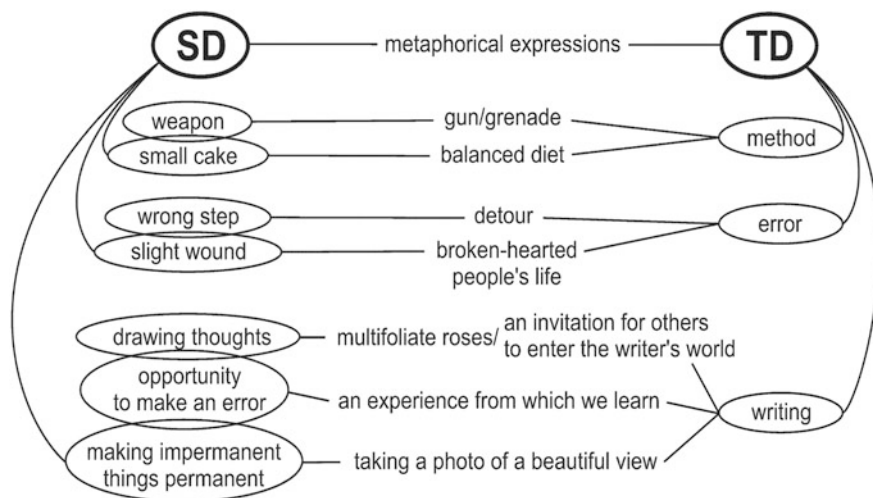 SD metaphorical expressions TD
weapon gun/grenade
small cake balanced diet method
wrong step detour error
slight wound broken-hearted
people's life
drawing thoughts multifoliate roses/ an invitation for others
to enter the writer's world
opportunity
to make an error an experience from which we learn writing
making impermanent
things permanent taking a photo of a beautiful view